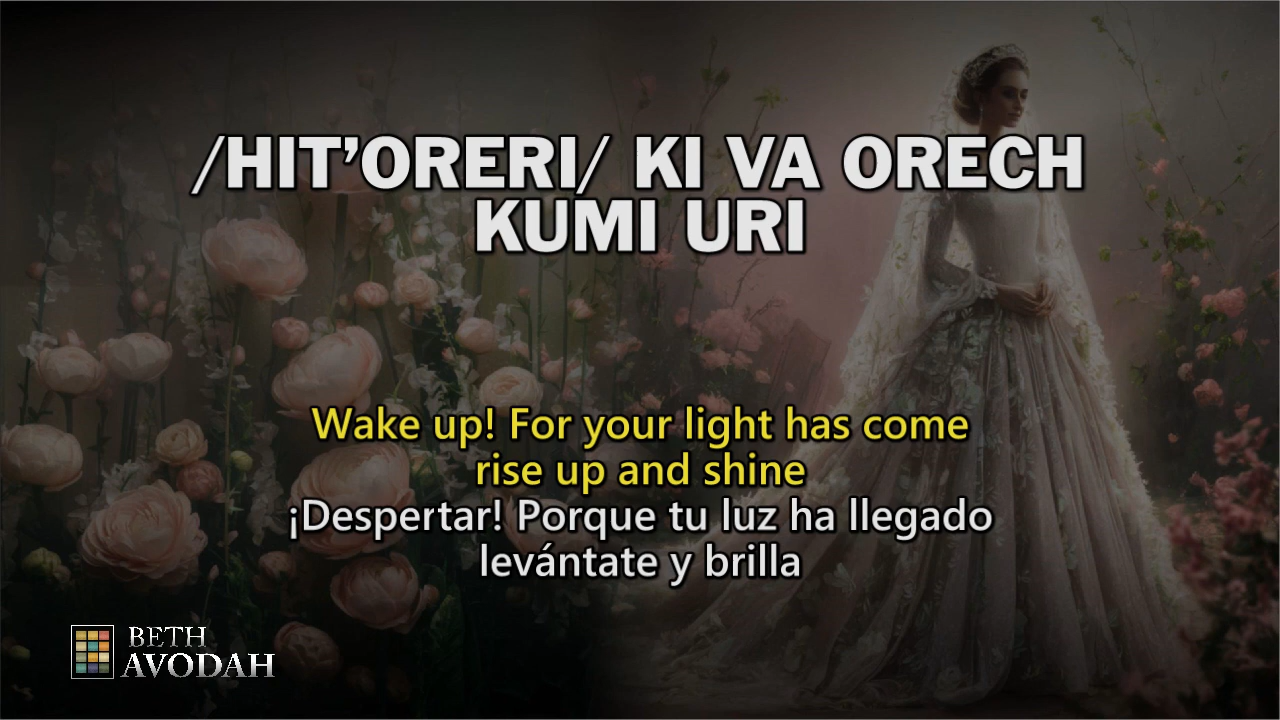 /HIT’ORERI/ KI VA ORECH
KUMI URI
Wake up! For your light has come
rise up and shine
¡Despertar! Porque tu luz ha llegado
levántate y brilla
BETH
AVODAH